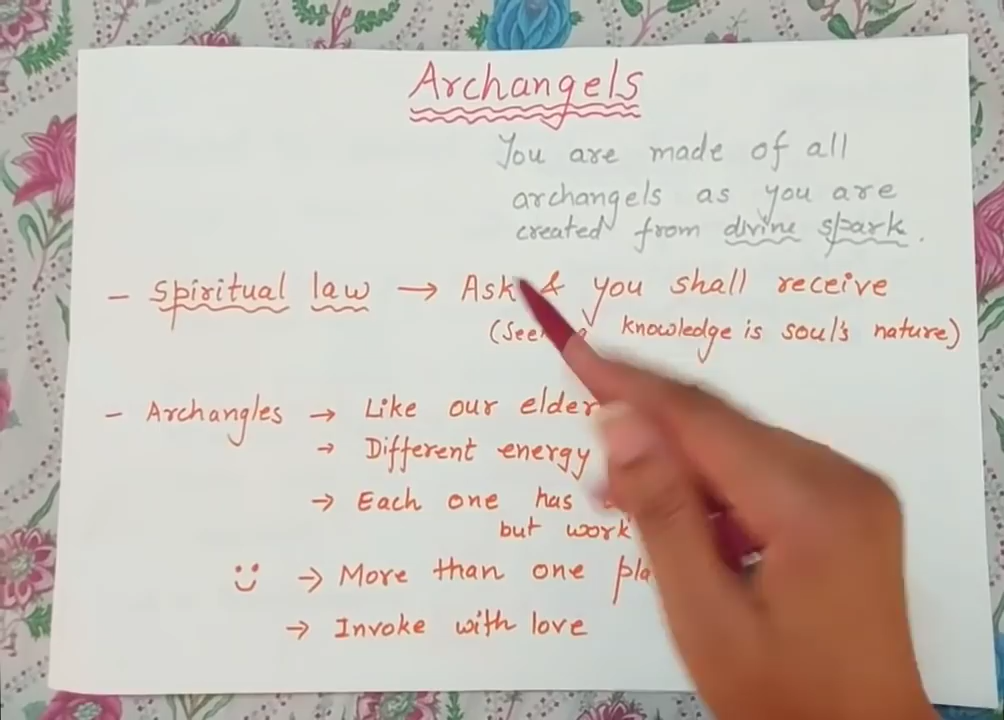 Archangels
You are made of all
archangels as you are
created from divine spark.
- Spiritual law → Ask & you shall receive
( knowledge is soul's nature)
- Archangles → Like our elder
→ Different energy
→ Each one has
but work
→ More than one
→ Invoke with love